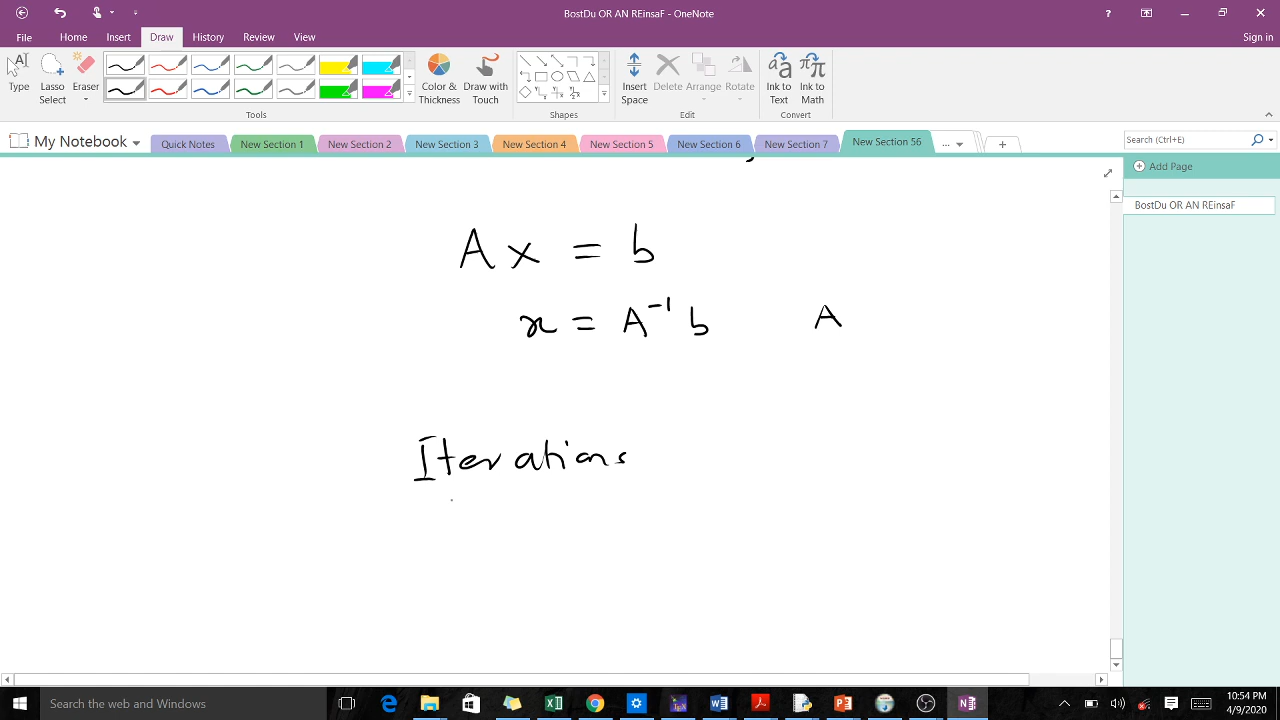 BostDu OR AN REinsaF - OneNote
Sign in
File Home Insert Draw History Review View
Type
Lasso Select
Eraser
Color & Thickness
Draw with Touch
Insert Space
Delete
Arrange
Rotate
Ink to Text
Ink to Math
Tools
Shapes
Edit
Convert
My Notebook
Quick Notes
New Section 1
New Section 2
New Section 3
New Section 4
New Section 5
New Section 6
New Section 7
New Section 56
...
Search (Ctrl+E)
Add Page
BostDu OR AN REinsaF
A x = b
x = A⁻¹ b A
Iterations
Search the web and Windows
10:54 PM
4/9/2020